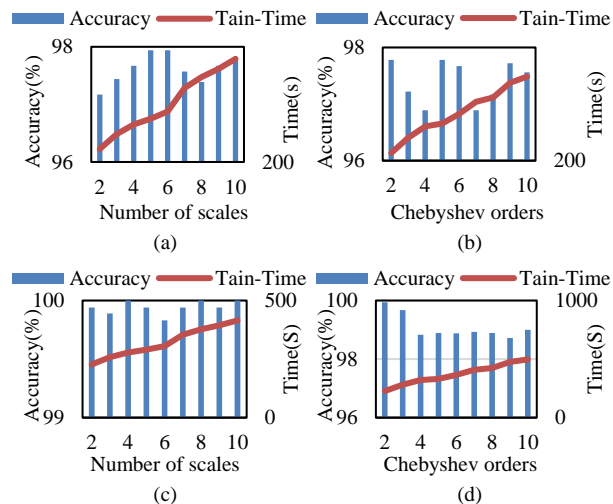 Accuracy Tain-Time
98
96
Accuracy(%)
200
Time(s)
2 4 6 8 10
Number of scales
(a)
Accuracy Tain-Time
98
96
Accuracy(%)
200
Time(s)
2 4 6 8 10
Chebyshev orders
(b)
Accuracy Tain-Time
100
99
Accuracy(%)
500
0
Time(S)
2 4 6 8 10
Number of scales
(c)
Accuracy Tain-Time
100
98
96
Accuracy(%)
1000
0
Time(S)
2 4 6 8 10
Chebyshev orders
(d)